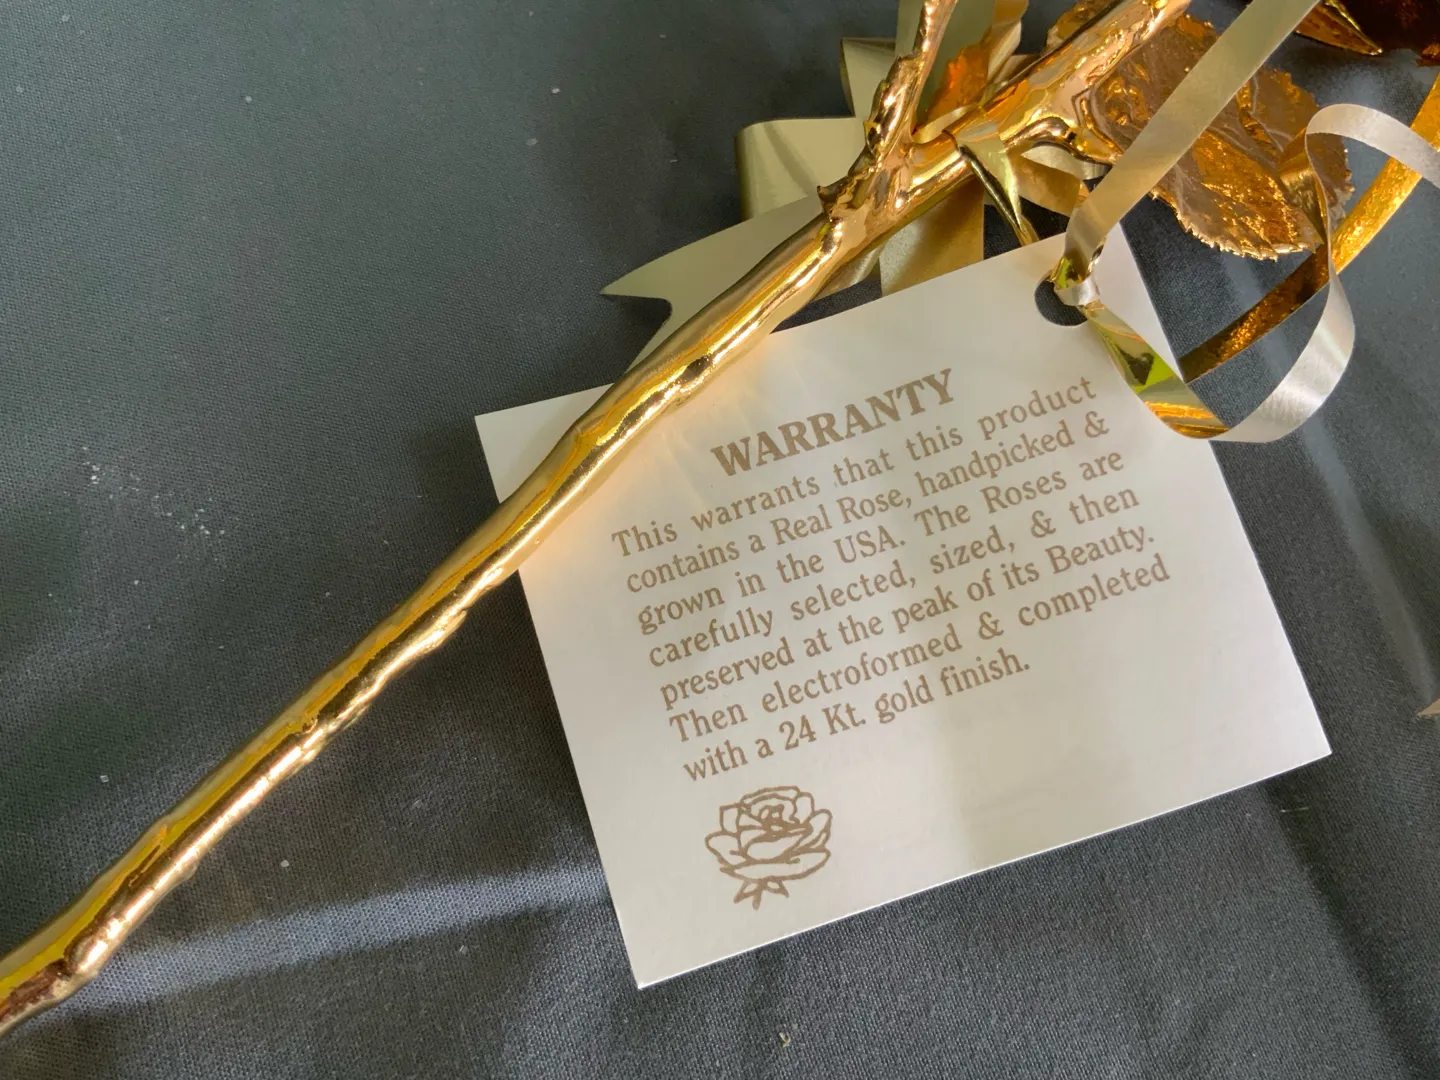 WARRANTY
This warrants that this product
contains a Real Rose, handpicked &
grown in the USA. The Roses are
carefully selected, sized, & then
preserved at the peak of its Beauty.
Then electroformed & completed
with a 24 Kt. gold finish.